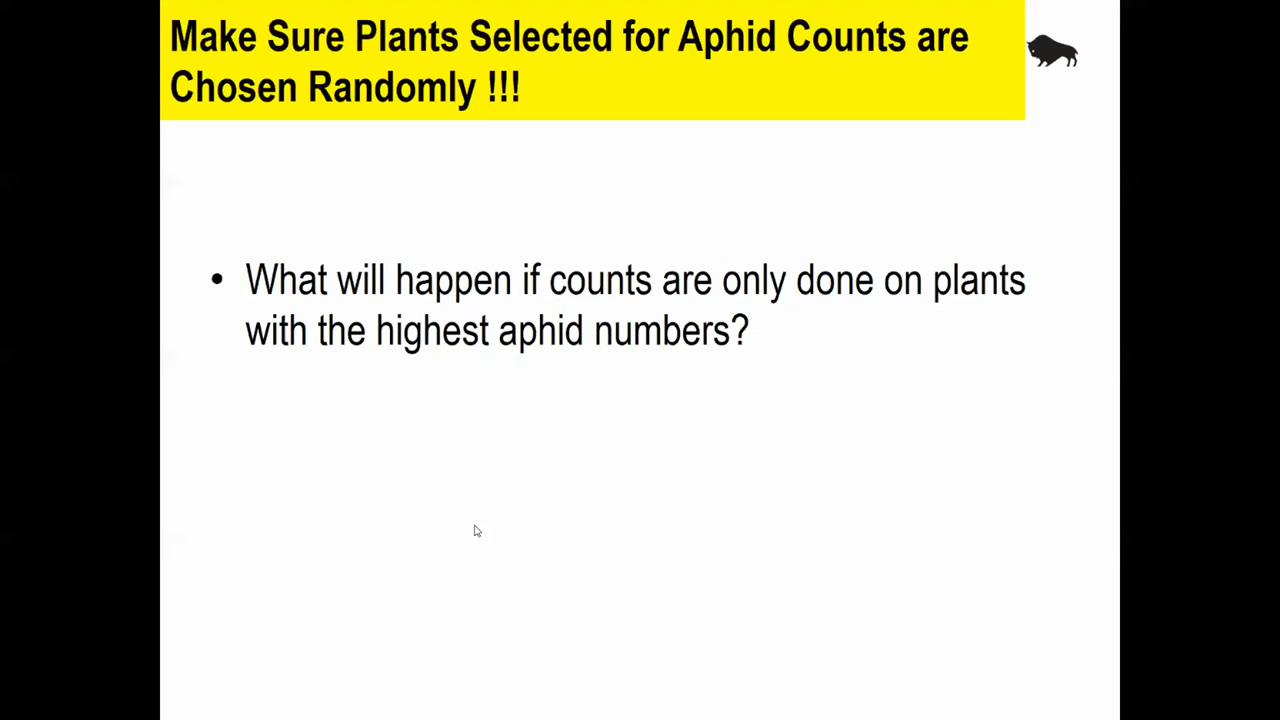 Make Sure Plants Selected for Aphid Counts are
Chosen Randomly !!!
• What will happen if counts are only done on plants
with the highest aphid numbers?